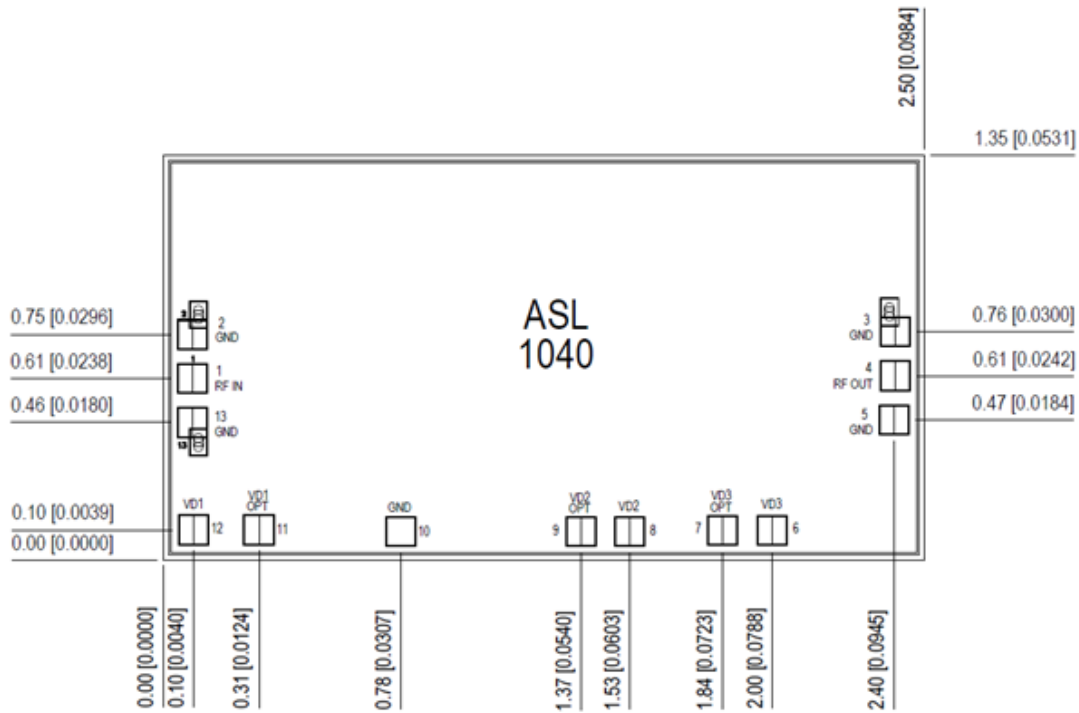 2.50 [0.0984]
1.35 [0.0531]
ASL
1040
0.75 [0.0296]
0.61 [0.0238]
0.46 [0.0180]
0.10 [0.0039]
0.00 [0.0000]
2
2
GND
1
1
RF IN
13
GND
13
3
GND
4
RF OUT
5
GND
0.76 [0.0300]
0.61 [0.0242]
0.47 [0.0184]
VD1
12
VD1
OPT
11
GND
10
VD2
OPT
9
VD2
8
VD3
OPT
7
VD3
6
0.00 [0.0000]
0.10 [0.0040]
0.31 [0.0124]
0.78 [0.0307]
1.37 [0.0540]
1.53 [0.0603]
1.84 [0.0723]
2.00 [0.0788]
2.40 [0.0945]